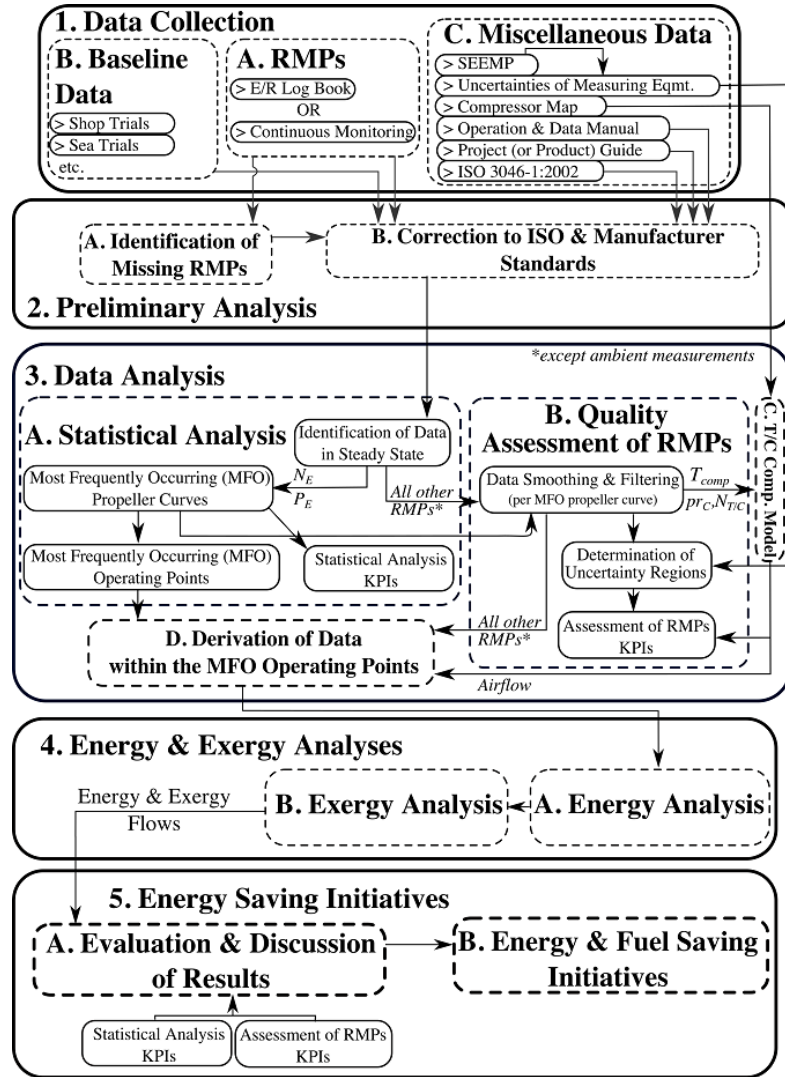 1. Data Collection
B. Baseline
Data
> Shop Trials
> Sea Trials
etc.
A. RMPs
> E/R Log Book
OR
> Continuous Monitoring
C. Miscellaneous Data
> SEEMP
> Uncertainties of Measuring Eqmt.
> Compressor Map
> Operation & Data Manual
> Project (or Product) Guide
> ISO 3046-1:2002
A. Identification of
Missing RMPs
B. Correction to ISO & Manufacturer
Standards
2. Preliminary Analysis
*except ambient measurements
3. Data Analysis
A. Statistical Analysis
Identification of Data
in Steady State
Most Frequently Occurring (MFO)
Propeller Curves
N_E
P_E
All other
RMPs*
Most Frequently Occurring (MFO)
Operating Points
Statistical Analysis
KPIs
B. Quality
Assessment of RMPs
Data Smoothing & Filtering
(per MFO propeller curve)
T_comp
pr_C, N_T/C
C. T/C Comp. Model
Determination of
Uncertainty Regions
Assessment of RMPs
KPIs
All other
RMPs*
D. Derivation of Data
within the MFO Operating Points
Airflow
4. Energy & Exergy Analyses
Energy & Exergy
Flows
B. Exergy Analysis
A. Energy Analysis
5. Energy Saving Initiatives
A. Evaluation & Discussion
of Results
B. Energy & Fuel Saving
Initiatives
Statistical Analysis
KPIs
Assessment of RMPs
KPIs